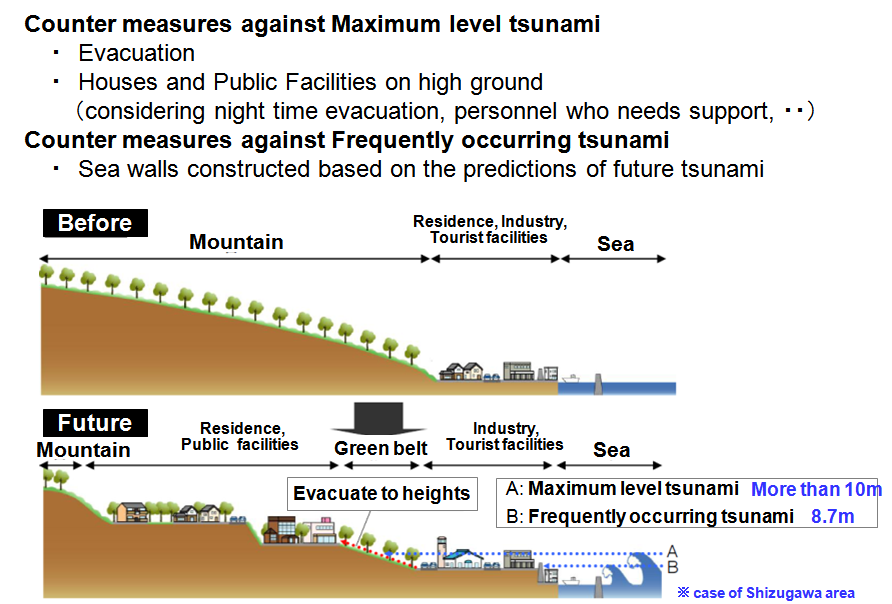 Counter measures against Maximum level tsunami
・ Evacuation
・ Houses and Public Facilities on high ground
（considering night time evacuation, personnel who needs support, ・・）
Counter measures against Frequently occurring tsunami
・ Sea walls constructed based on the predictions of future tsunami
Before
Mountain
Residence, Industry,
Tourist facilities
Sea
Future
Mountain
Residence,
Public facilities
Green belt
Industry,
Tourist facilities
Sea
Evacuate to heights
A: Maximum level tsunami More than 10m
B: Frequently occurring tsunami 8.7m
A
B
※ case of Shizugawa area